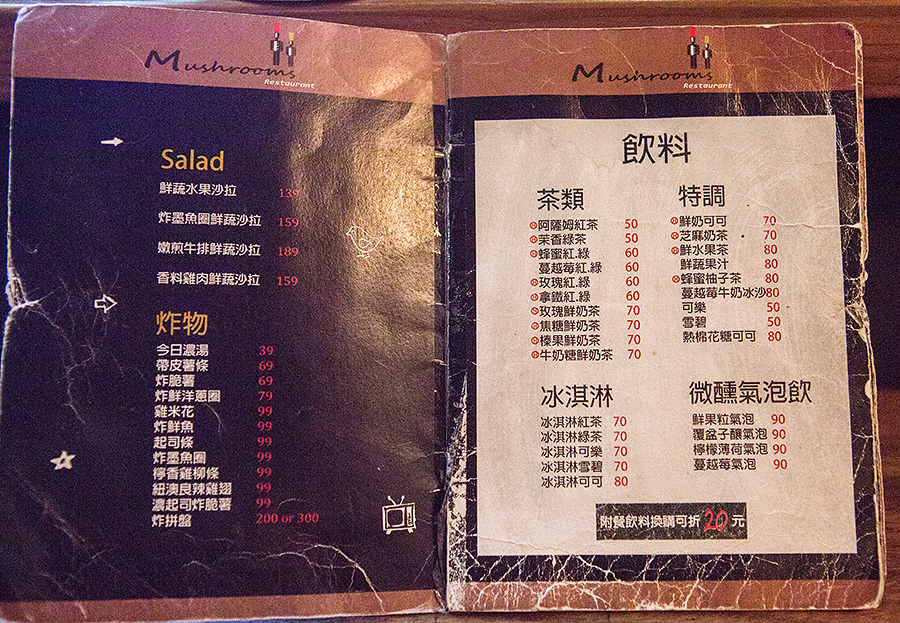 Mushrooms
Restaurant
Salad
鮮蔬水果沙拉 139
炸墨魚圈鮮蔬沙拉 159
嫩煎牛排鮮蔬沙拉 189
香料雞肉鮮蔬沙拉 159
炸物
今日濃湯 39
帶皮薯條 69
炸脆薯 69
炸鮮洋蔥圈 79
雞米花 99
炸鮮魚 99
起司條 99
炸墨魚圈 99
檸香雞柳條 99
紐澳良辣雞翅 99
濃起司炸脆薯 99
炸拼盤 200 or 300
Mushrooms
Restaurant
飲料
茶類
阿薩姆紅茶 50
茉香綠茶 50
蜂蜜紅.綠 60
蔓越莓紅.綠 60
玫瑰紅.綠 60
拿鐵紅.綠 60
玫瑰鮮奶茶 70
焦糖鮮奶茶 70
榛果鮮奶茶 70
牛奶糖鮮奶茶 70
特調
鮮奶可可 70
芝麻奶茶 70
鮮水果茶 80
鮮蔬果汁 80
蜂蜜柚子茶 80
蔓越莓牛奶冰沙80
可樂 50
雪碧 50
熱棉花糖可可 80
冰淇淋
冰淇淋紅茶 70
冰淇淋綠茶 70
冰淇淋可樂 70
冰淇淋雪碧 70
冰淇淋可可 80
微醺氣泡飲
鮮果粒氣泡 90
覆盆子釀氣泡 90
檸檬薄荷氣泡 90
蔓越莓氣泡 90
附餐飲料換購可折 20 元